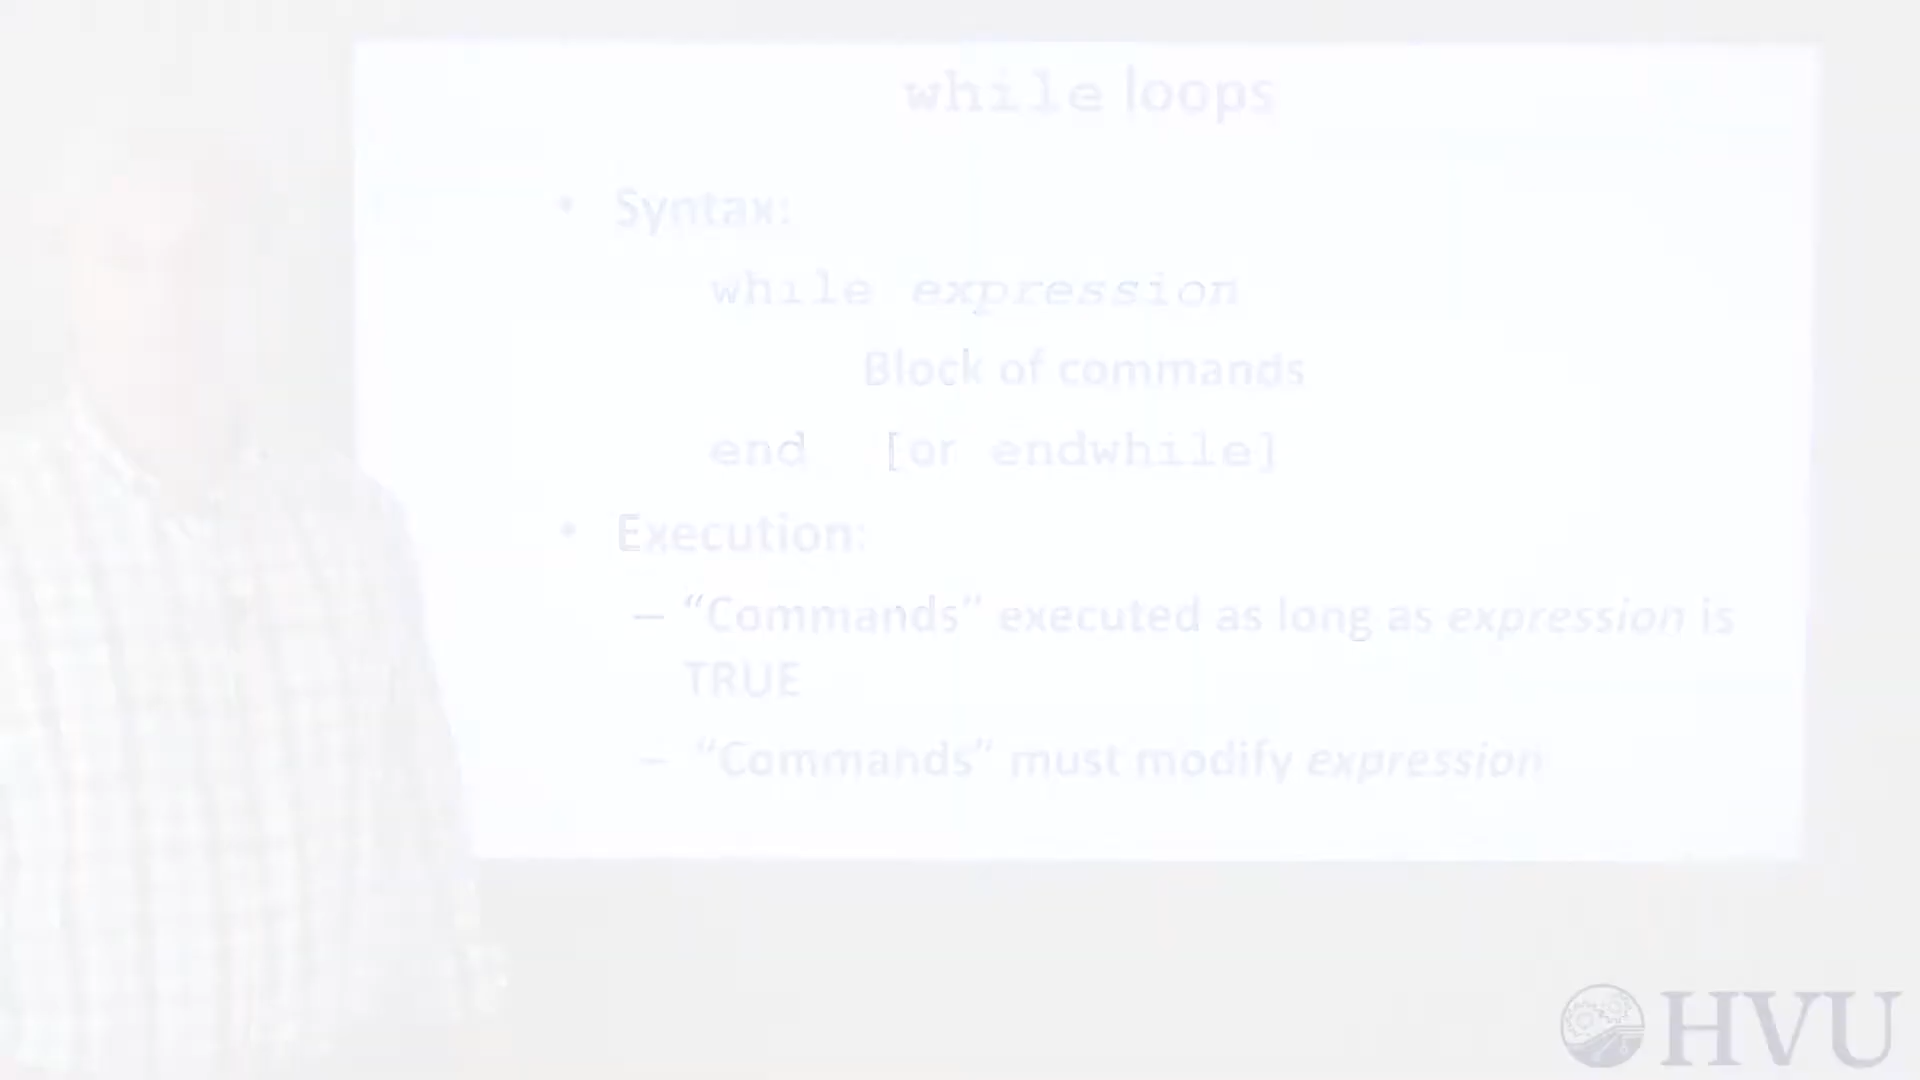 while loops
• Syntax:
while expression
Block of commands
end [or endwhile]
• Execution:
– “Commands” executed as long as expression is
TRUE
– “Commands” must modify expression
HVU